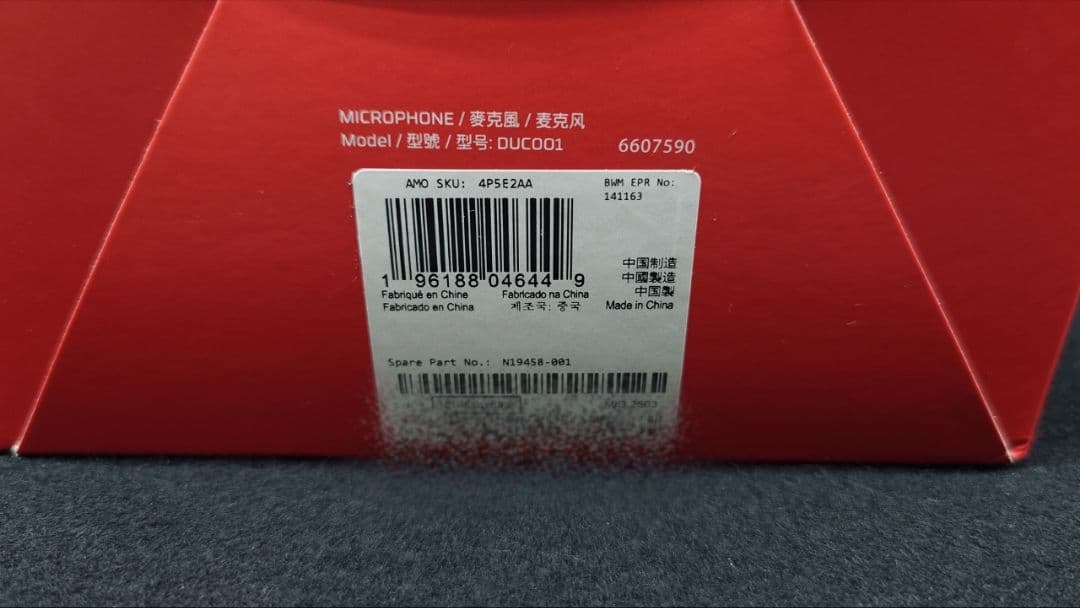 MICROPHONE / 麥克風 / 麦克风
Model / 型號 / 型号: DUCOO1
6607590
AMO SKU: 4P5E2AA
BWM EPR No:
141163
1 96188 04644 9
Fabriqué en Chine
Fabricado na China
Fabricado en China
제조국: 중국
中国制造
中國製造
中国製
Made in China
Spare Part No.: N19458-001